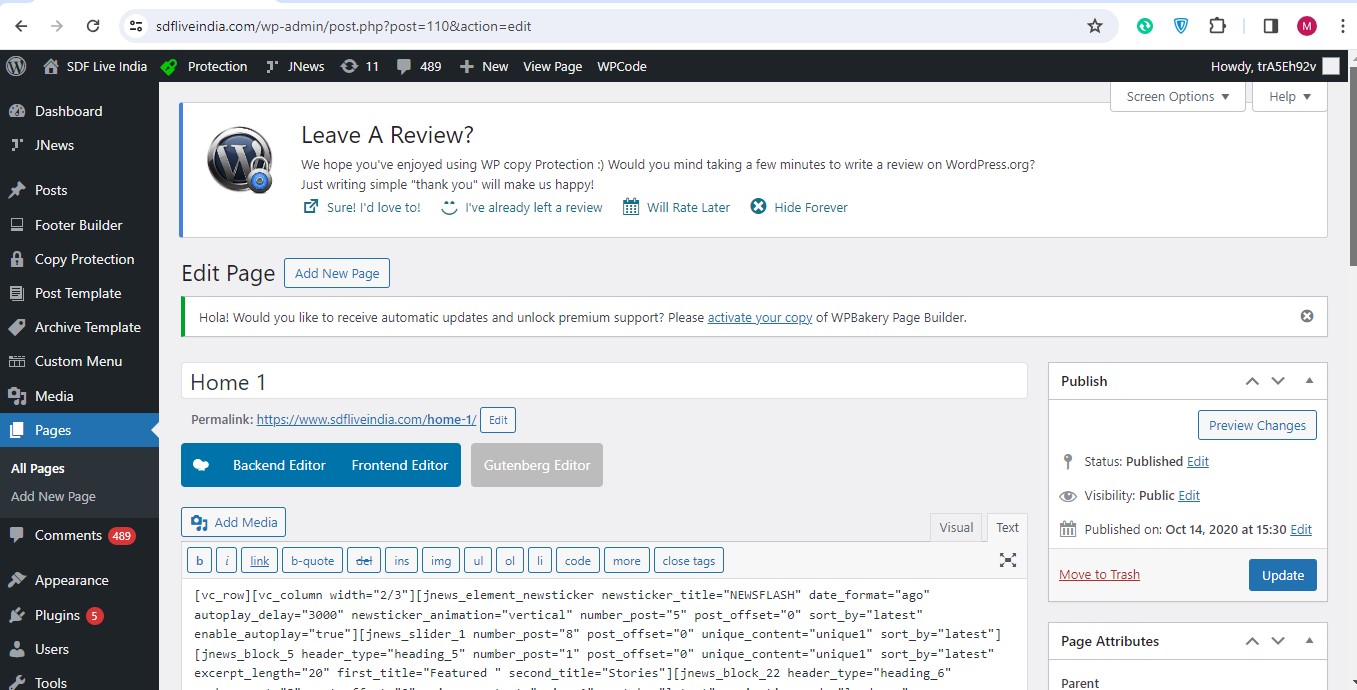 sdfliveindia.com/wp-admin/post.php?post=110&action=edit
M
SDF Live India Protection JNews 11 489 New View Page WPCode Howdy, trA5Eh92v
Screen Options Help
Dashboard
JNews
Posts
Footer Builder
Copy Protection
Post Template
Archive Template
Custom Menu
Media
Pages
All Pages
Add New Page
Comments 489
Appearance
Plugins 5
Users
Tools
Leave A Review?
We hope you've enjoyed using WP copy Protection :) Would you mind taking a few minutes to write a review on WordPress.org?
Just writing simple "thank you" will make us happy!
Sure! I'd love to! I've already left a review Will Rate Later Hide Forever
Edit Page Add New Page
Hola! Would you like to receive automatic updates and unlock premium support? Please activate your copy of WPBakery Page Builder.
Home 1
Permalink: https://www.sdfliveindia.com/home-1/ Edit
Backend Editor Frontend Editor Gutenberg Editor
Add Media Visual Text
b i link b-quote del ins img ul ol li code more close tags
[vc_row][vc_column width="2/3"][jnews_element_newsticker newsticker_title="NEWSFLASH" date_format="ago"
autoplay_delay="3000" newsticker_animation="vertical" number_post="5" post_offset="0" sort_by="latest"
enable_autoplay="true"][jnews_slider_1 number_post="8" post_offset="0" unique_content="unique1" sort_by="latest"]
[jnews_block_5 header_type="heading_5" number_post="1" post_offset="0" unique_content="unique1" sort_by="latest"
excerpt_length="20" first_title="Featured " second_title="Stories"][jnews_block_22 header_type="heading_6"
Publish
Preview Changes
Status: Published Edit
Visibility: Public Edit
Published on: Oct 14, 2020 at 15:30 Edit
Move to Trash Update
Page Attributes
Parent